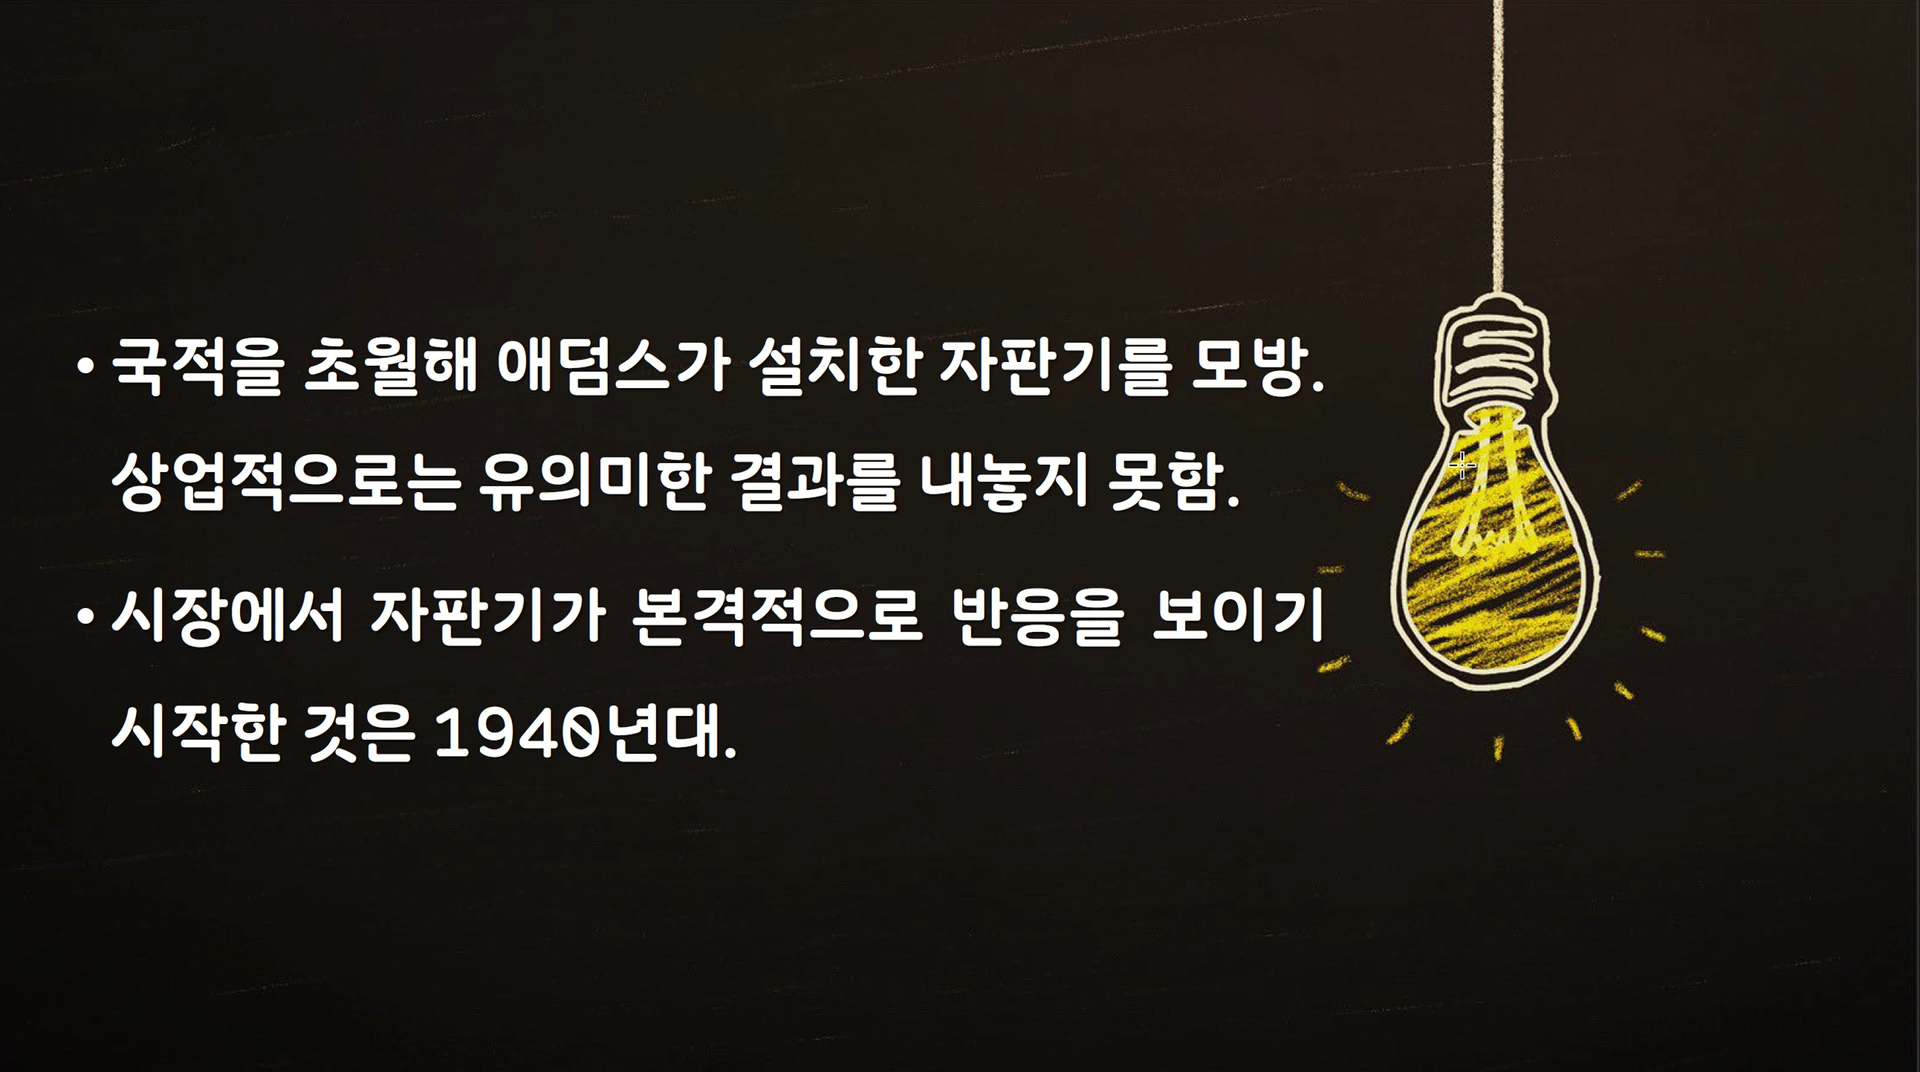 • 국적을 초월해 애덤스가 설치한 자판기를 모방.
상업적으로는 유의미한 결과를 내놓지 못함.
• 시장에서 자판기가 본격적으로 반응을 보이기
시작한 것은 1940년대.